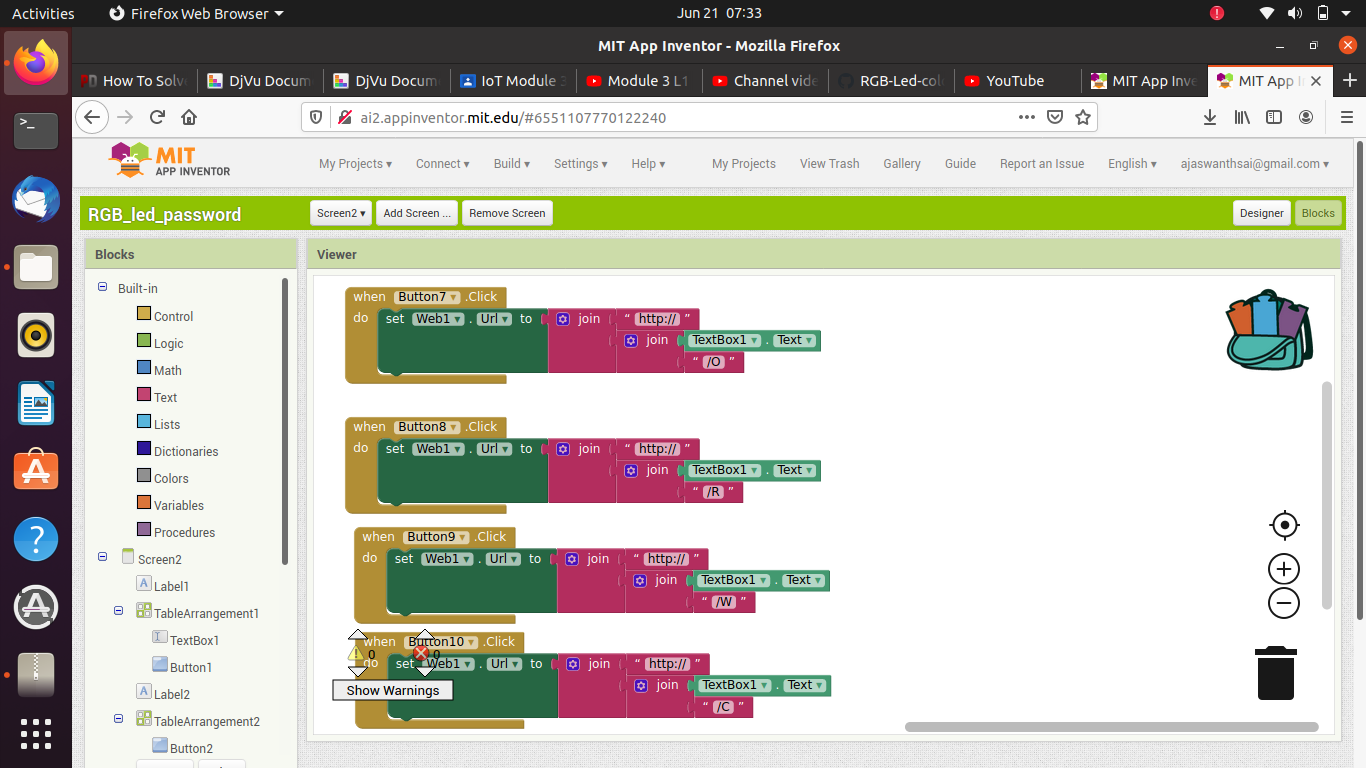 Activities Firefox Web Browser Jun 21 07:33
MIT App Inventor - Mozilla Firefox
How To Solve DjVu Docum DjVu Docum IoT Module 3 Module 3 L1 Channel vide RGB-Led-col YouTube MIT App Inve MIT App I
ai2.appinventor.mit.edu/#6551107770122240
MIT
APP INVENTOR
My Projects Connect Build Settings Help My Projects View Trash Gallery Guide Report an Issue English ajaswanthsai@gmail.com
RGB_led_password Screen2 Add Screen ... Remove Screen Designer Blocks
Blocks
Viewer
Built-in
Control
Logic
Math
Text
Lists
Dictionaries
Colors
Variables
Procedures
Screen2
Label1
TableArrangement1
TextBox1
Button1
Label2
TableArrangement2
Button2
when Button7 .Click
do set Web1 . Url to join “ http:// ”
join TextBox1 . Text
“ /O ”
when Button8 .Click
do set Web1 . Url to join “ http:// ”
join TextBox1 . Text
“ /R ”
when Button9 .Click
do set Web1 . Url to join “ http:// ”
join TextBox1 . Text
“ /W ”
when Button10 .Click
do set Web1 . Url to join “ http:// ”
join TextBox1 . Text
“ /C ”
0 0
Show Warnings